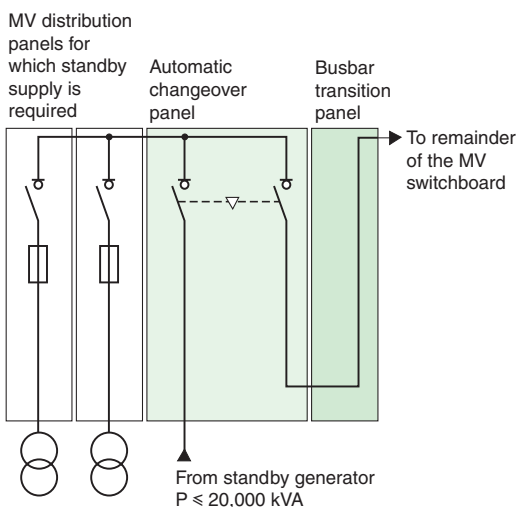 MV distribution
panels for
which standby
supply is
required
Automatic
changeover
panel
Busbar
transition
panel
To remainder
of the MV
switchboard
From standby generator
P ⩽ 20,000 kVA